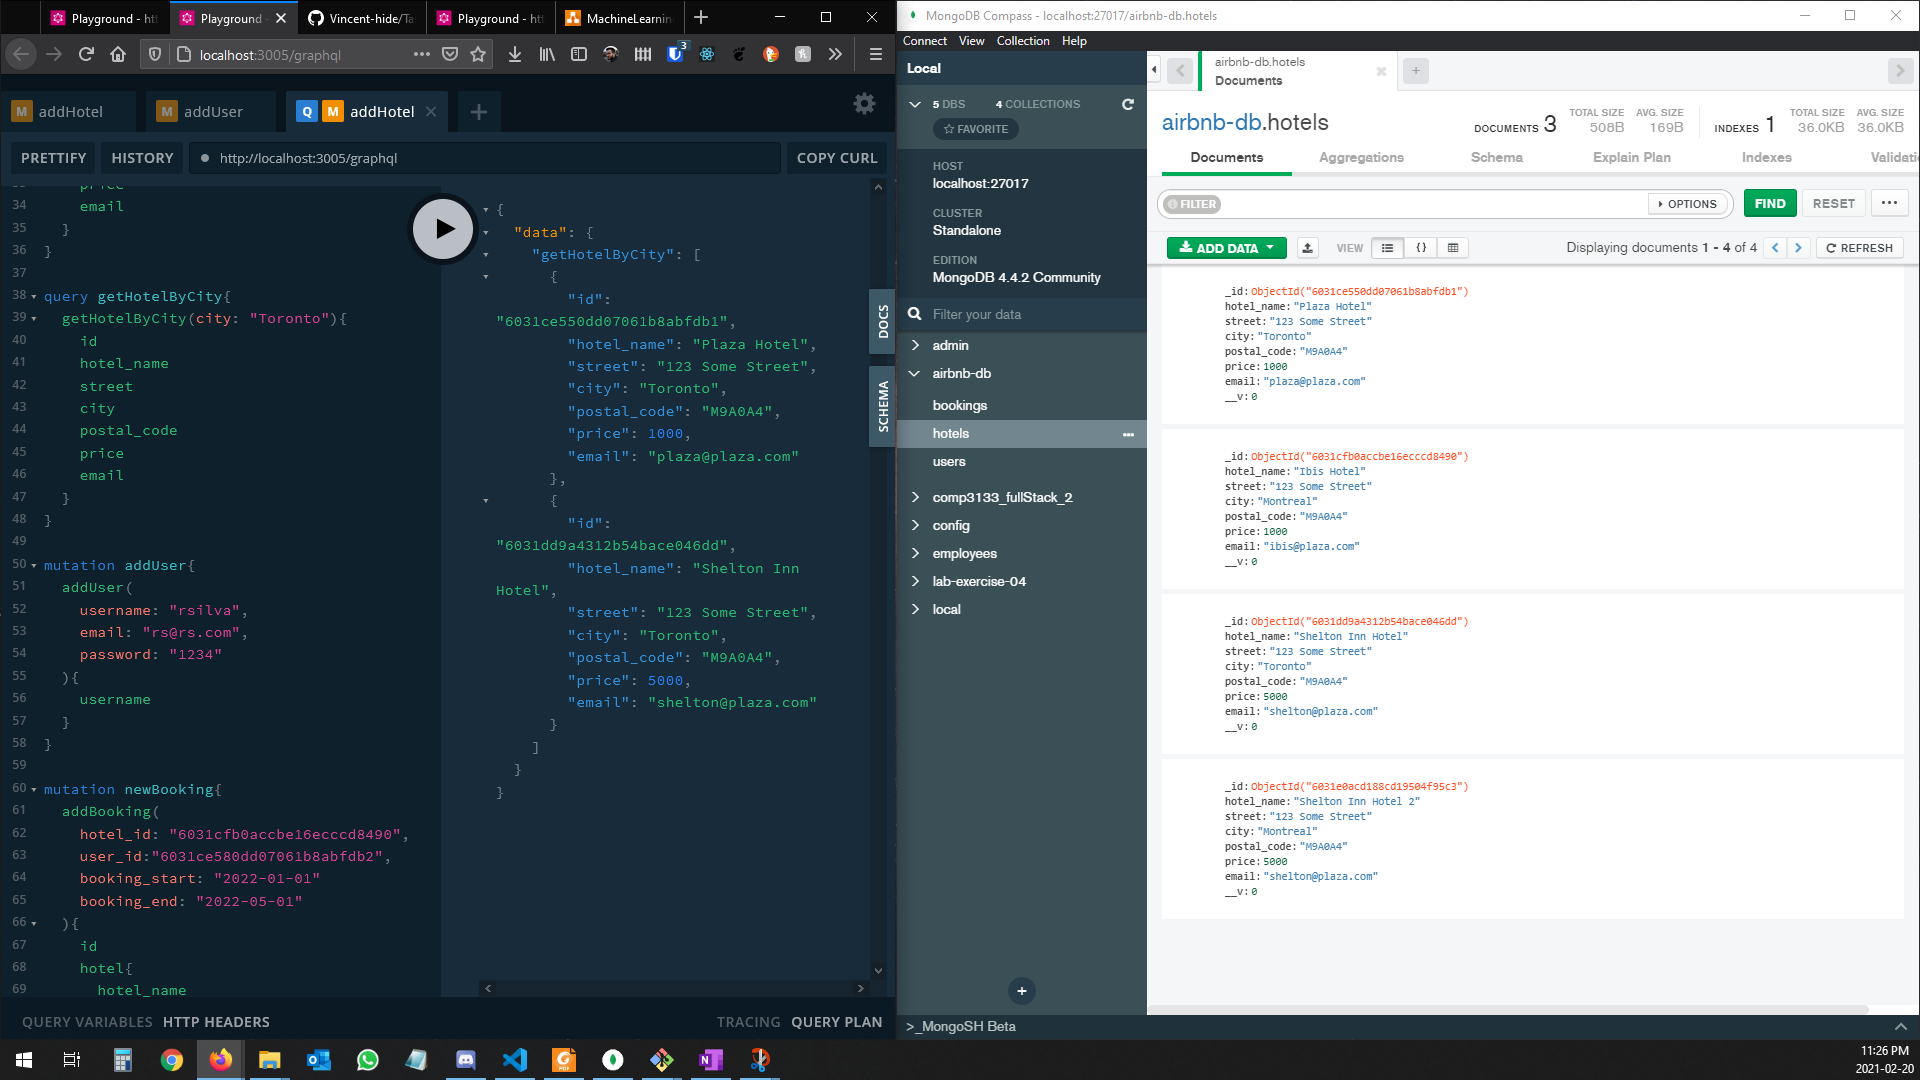 Playground - htt
Playground -
Vincent-hide/Ta
Playground - htt
MachineLearnin
localhost:3005/graphql
3
M addHotel
M addUser
Q M addHotel
PRETTIFY
HISTORY
http://localhost:3005/graphql
COPY CURL
price
34 email
35 }
36 }
37
38 query getHotelByCity{
39 getHotelByCity(city: "Toronto"){
40 id
41 hotel_name
42 street
43 city
44 postal_code
45 price
46 email
47 }
48 }
49
50 mutation addUser{
51 addUser(
52 username: "rsilva",
53 email: "rs@rs.com",
54 password: "1234"
55 ){
56 username
57 }
58 }
59
60 mutation newBooking{
61 addBooking(
62 hotel_id: "6031cfb0accbe16ecccd8490",
63 user_id:"6031ce580dd07061b8abfdb2",
64 booking_start: "2022-01-01"
65 booking_end: "2022-05-01"
66 ){
67 id
68 hotel{
69 hotel_name
{
"data": {
"getHotelByCity": [
{
"id":
"6031ce550dd07061b8abfdb1",
"hotel_name": "Plaza Hotel",
"street": "123 Some Street",
"city": "Toronto",
"postal_code": "M9A0A4",
"price": 1000,
"email": "plaza@plaza.com"
},
{
"id":
"6031dd9a4312b54bace046dd",
"hotel_name": "Shelton Inn
Hotel",
"street": "123 Some Street",
"city": "Toronto",
"postal_code": "M9A0A4",
"price": 5000,
"email": "shelton@plaza.com"
}
]
}
}
DOCS
SCHEMA
QUERY VARIABLES
HTTP HEADERS
TRACING
QUERY PLAN
MongoDB Compass - localhost:27017/airbnb-db.hotels
Connect View Collection Help
Local
5 DBS 4 COLLECTIONS
FAVORITE
HOST
localhost:27017
CLUSTER
Standalone
EDITION
MongoDB 4.4.2 Community
Filter your data
admin
airbnb-db
bookings
hotels
users
comp3133_fullStack_2
config
employees
lab-exercise-04
local
airbnb-db.hotels
Documents
airbnb-db.hotels
DOCUMENTS 3
TOTAL SIZE 508B
AVG. SIZE 169B
INDEXES 1
TOTAL SIZE 36.0KB
AVG. SIZE 36.0KB
Documents Aggregations Schema Explain Plan Indexes Validati
FILTER
OPTIONS
FIND
RESET
ADD DATA
VIEW
{}
Displaying documents 1 - 4 of 4
REFRESH
_id:ObjectId("6031ce550dd07061b8abfdb1")
hotel_name:"Plaza Hotel"
street:"123 Some Street"
city:"Toronto"
postal_code:"M9A0A4"
price:1000
email:"plaza@plaza.com"
__v:0
_id:ObjectId("6031cfb0accbe16ecccd8490")
hotel_name:"Ibis Hotel"
street:"123 Some Street"
city:"Montreal"
postal_code:"M9A0A4"
price:1000
email:"ibis@plaza.com"
__v:0
_id:ObjectId("6031dd9a4312b54bace046dd")
hotel_name:"Shelton Inn Hotel"
street:"123 Some Street"
city:"Toronto"
postal_code:"M9A0A4"
price:5000
email:"shelton@plaza.com"
__v:0
_id:ObjectId("6031e0acd188cd19504f95c3")
hotel_name:"Shelton Inn Hotel 2"
street:"123 Some Street"
city:"Montreal"
postal_code:"M9A0A4"
price:5000
email:"shelton@plaza.com"
__v:0
>_MongoSH Beta
11:26 PM
2021-02-20